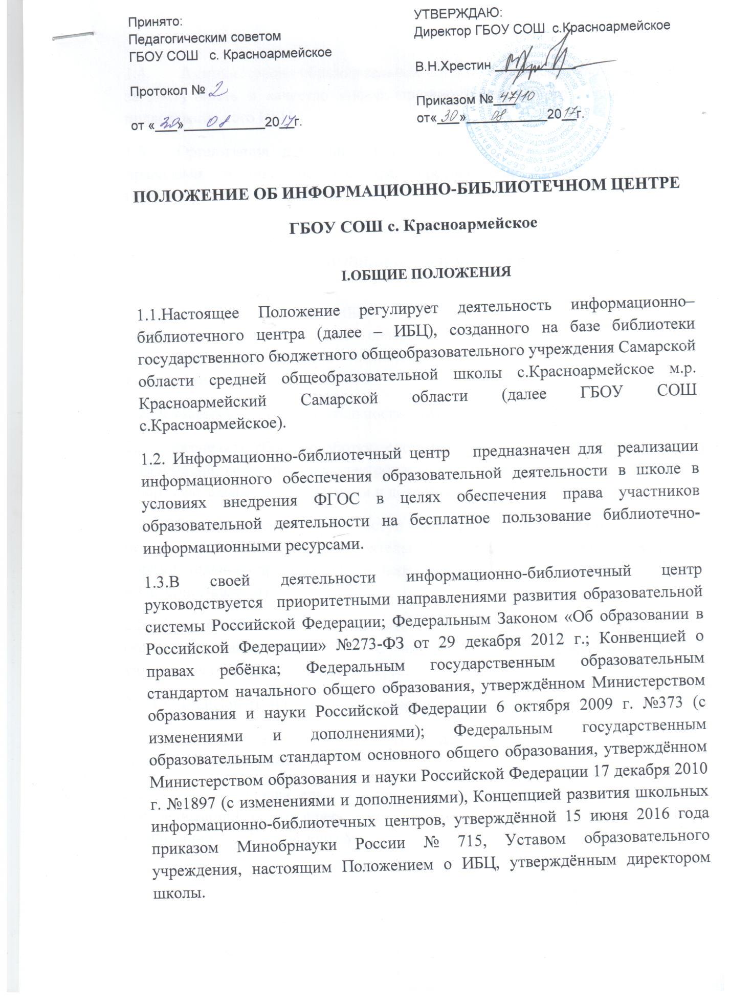 Принято:
Педагогическим советом
ГБОУ СОШ с. Красноармейское
Протокол № 2
от «30» 08 2017г.
УТВЕРЖДАЮ:
Директор ГБОУ СОШ с.Красноармейское
В.Н.Хрестин
Приказом № 47/10
от«30» 08 2017г.
ПОЛОЖЕНИЕ ОБ ИНФОРМАЦИОННО-БИБЛИОТЕЧНОМ ЦЕНТРЕ
ГБОУ СОШ с. Красноармейское
I.ОБЩИЕ ПОЛОЖЕНИЯ
1.1.Настоящее Положение регулирует деятельность информационно–
библиотечного центра (далее – ИБЦ), созданного на базе библиотеки
государственного бюджетного общеобразовательного учреждения Самарской
области средней общеобразовательной школы с.Красноармейское м.р.
Красноармейский Самарской области (далее ГБОУ СОШ
с.Красноармейское).
1.2. Информационно-библиотечный центр предназначен для реализации
информационного обеспечения образовательной деятельности в школе в
условиях внедрения ФГОС в целях обеспечения права участников
образовательной деятельности на бесплатное пользование библиотечно-
информационными ресурсами.
1.3.В своей деятельности информационно-библиотечный центр
руководствуется приоритетными направлениями развития образовательной
системы Российской Федерации; Федеральным Законом «Об образовании в
Российской Федерации» №273-ФЗ от 29 декабря 2012 г.; Конвенцией о
правах ребёнка; Федеральным государственным образовательным
стандартом начального общего образования, утверждённом Министерством
образования и науки Российской Федерации 6 октября 2009 г. №373 (с
изменениями и дополнениями); Федеральным государственным
образовательным стандартом основного общего образования, утверждённом
Министерством образования и науки Российской Федерации 17 декабря 2010
г. №1897 (с изменениями и дополнениями), Концепцией развития школьных
информационно-библиотечных центров, утверждённой 15 июня 2016 года
приказом Минобрнауки России № 715, Уставом образовательного
учреждения, настоящим Положением о ИБЦ, утверждённым директором
школы.